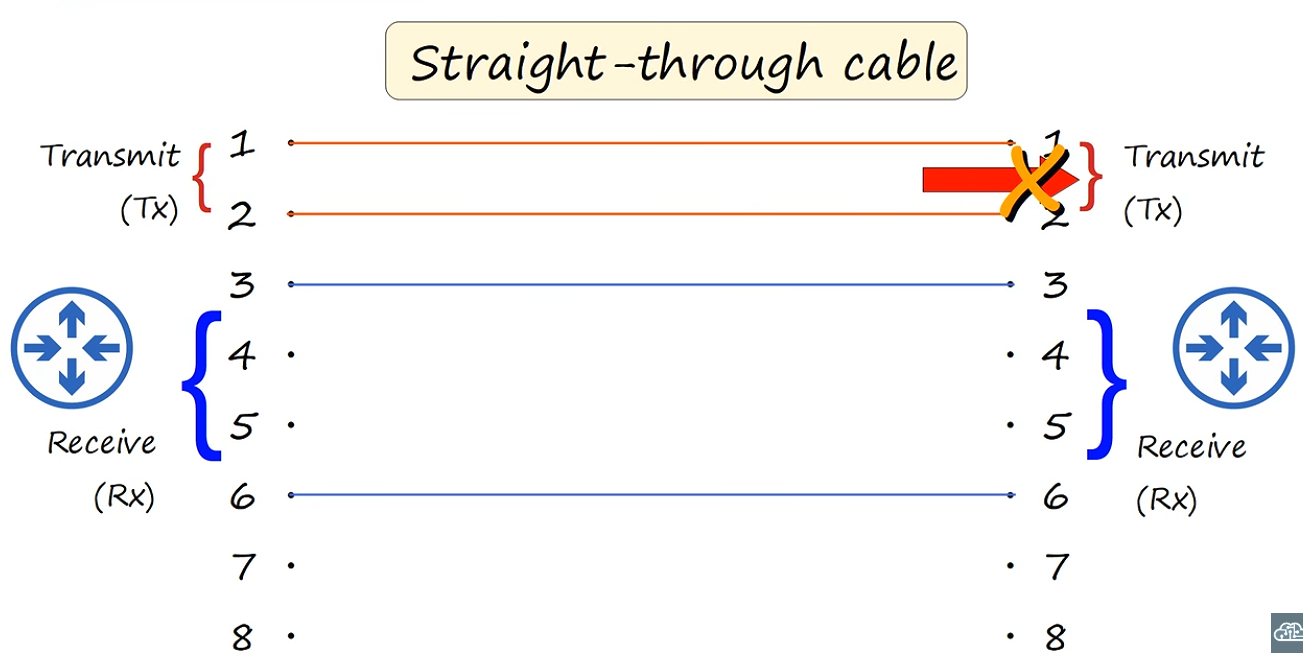 Straight-through cable
Transmit
(Tx)
1
2
3
4
5
6
7
8
Receive
(Rx)
1
2
3
4
5
6
7
8
Transmit
(Tx)
Receive
(Rx)